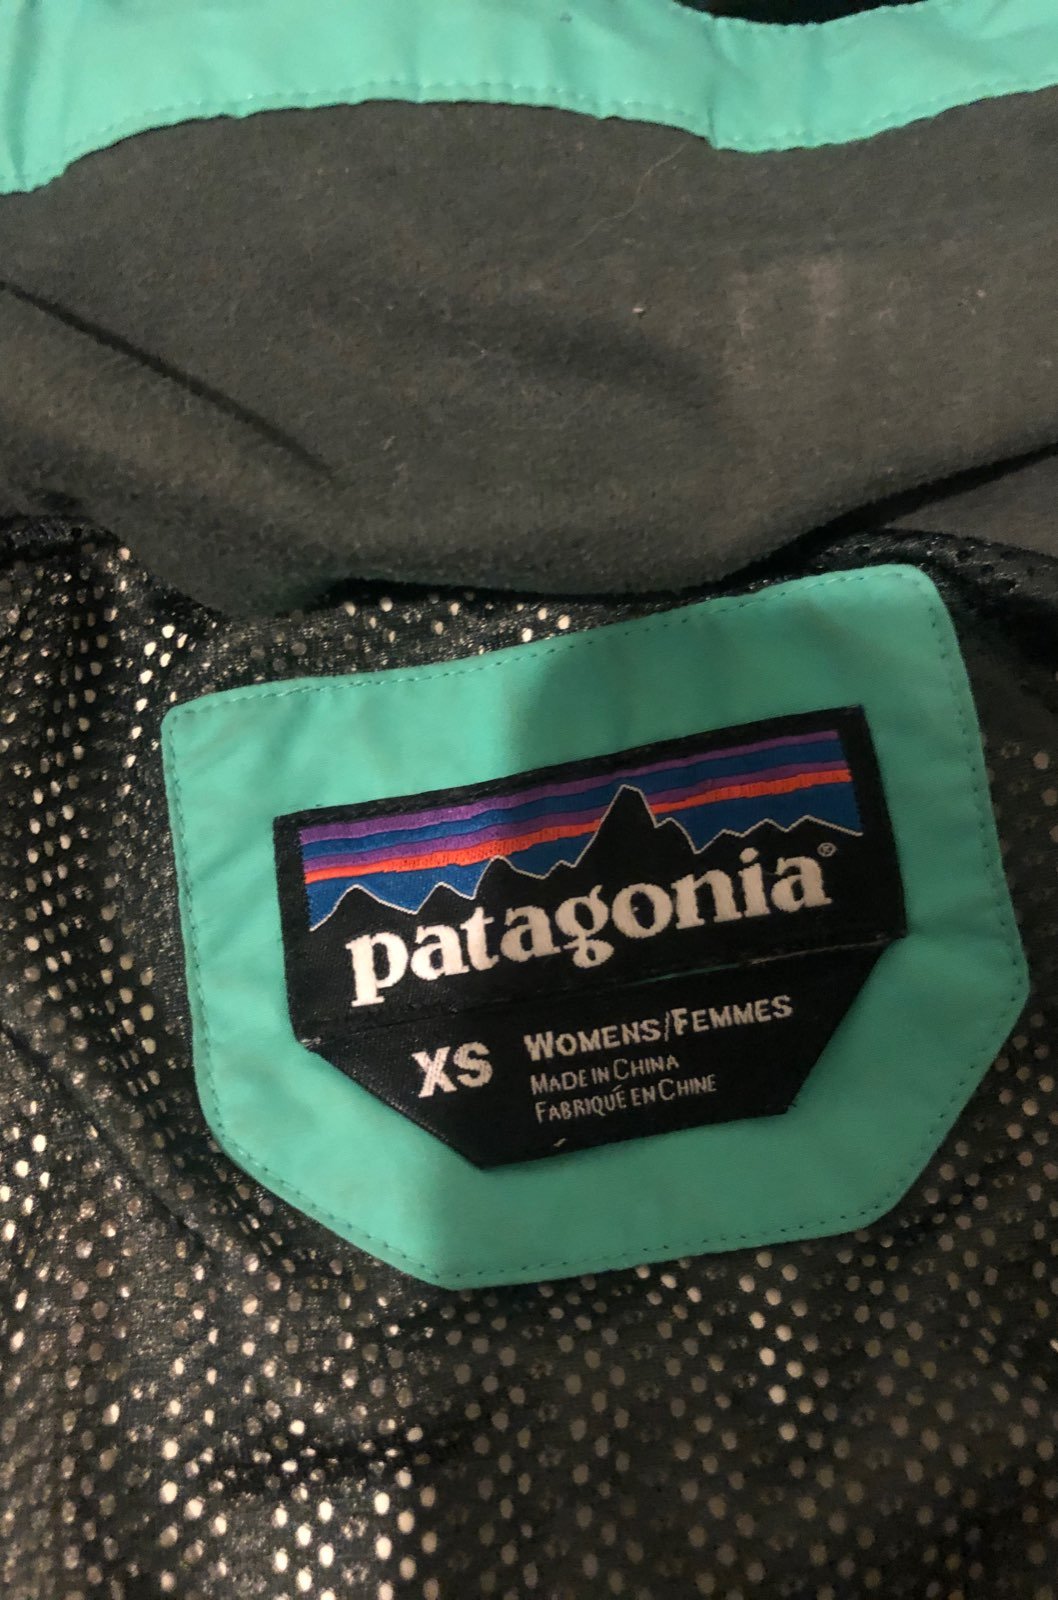 patagonia®
XS
WOMENS/FEMMES
MADE IN CHINA
FABRIQUÉ EN CHINE